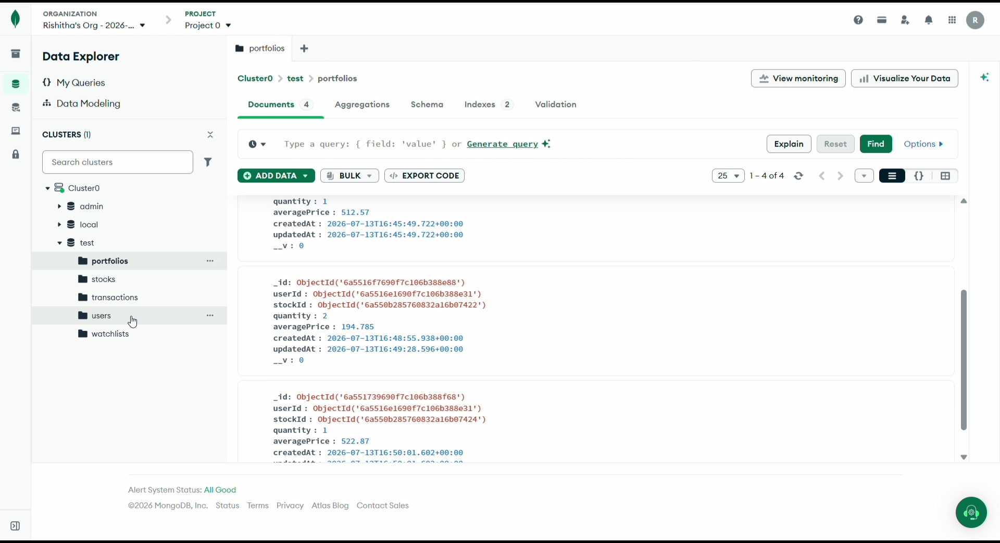 ORGANIZATION
Rishitha's Org - 2026-...
PROJECT
Project 0
R
Data Explorer
My Queries
Data Modeling
CLUSTERS (1)
Search clusters
Cluster0
admin
local
test
portfolios
stocks
transactions
users
watchlists
portfolios
Cluster0 > test > portfolios
View monitoring
Visualize Your Data
Documents 4
Aggregations
Schema
Indexes 2
Validation
Type a query: { field: 'value' } or Generate query
Explain
Reset
Find
Options
ADD DATA
BULK
EXPORT CODE
25
1 – 4 of 4
quantity : 1
averagePrice : 512.57
createdAt : 2026-07-13T16:45:49.722+00:00
updatedAt : 2026-07-13T16:45:49.722+00:00
__v : 0
_id: ObjectId('6a5516f7690f7c106b388e88')
userId : ObjectId('6a5516e1690f7c106b388e31')
stockId : ObjectId('6a550b285760832a16b07422')
quantity : 2
averagePrice : 194.785
createdAt : 2026-07-13T16:48:55.938+00:00
updatedAt : 2026-07-13T16:49:28.596+00:00
__v : 0
_id: ObjectId('6a551739690f7c106b388f68')
userId : ObjectId('6a5516e1690f7c106b388e31')
stockId : ObjectId('6a550b285760832a16b07424')
quantity : 1
averagePrice : 522.87
createdAt : 2026-07-13T16:50:01.602+00:00
Alert System Status: All Good
©2026 MongoDB, Inc. Status Terms Privacy Atlas Blog Contact Sales